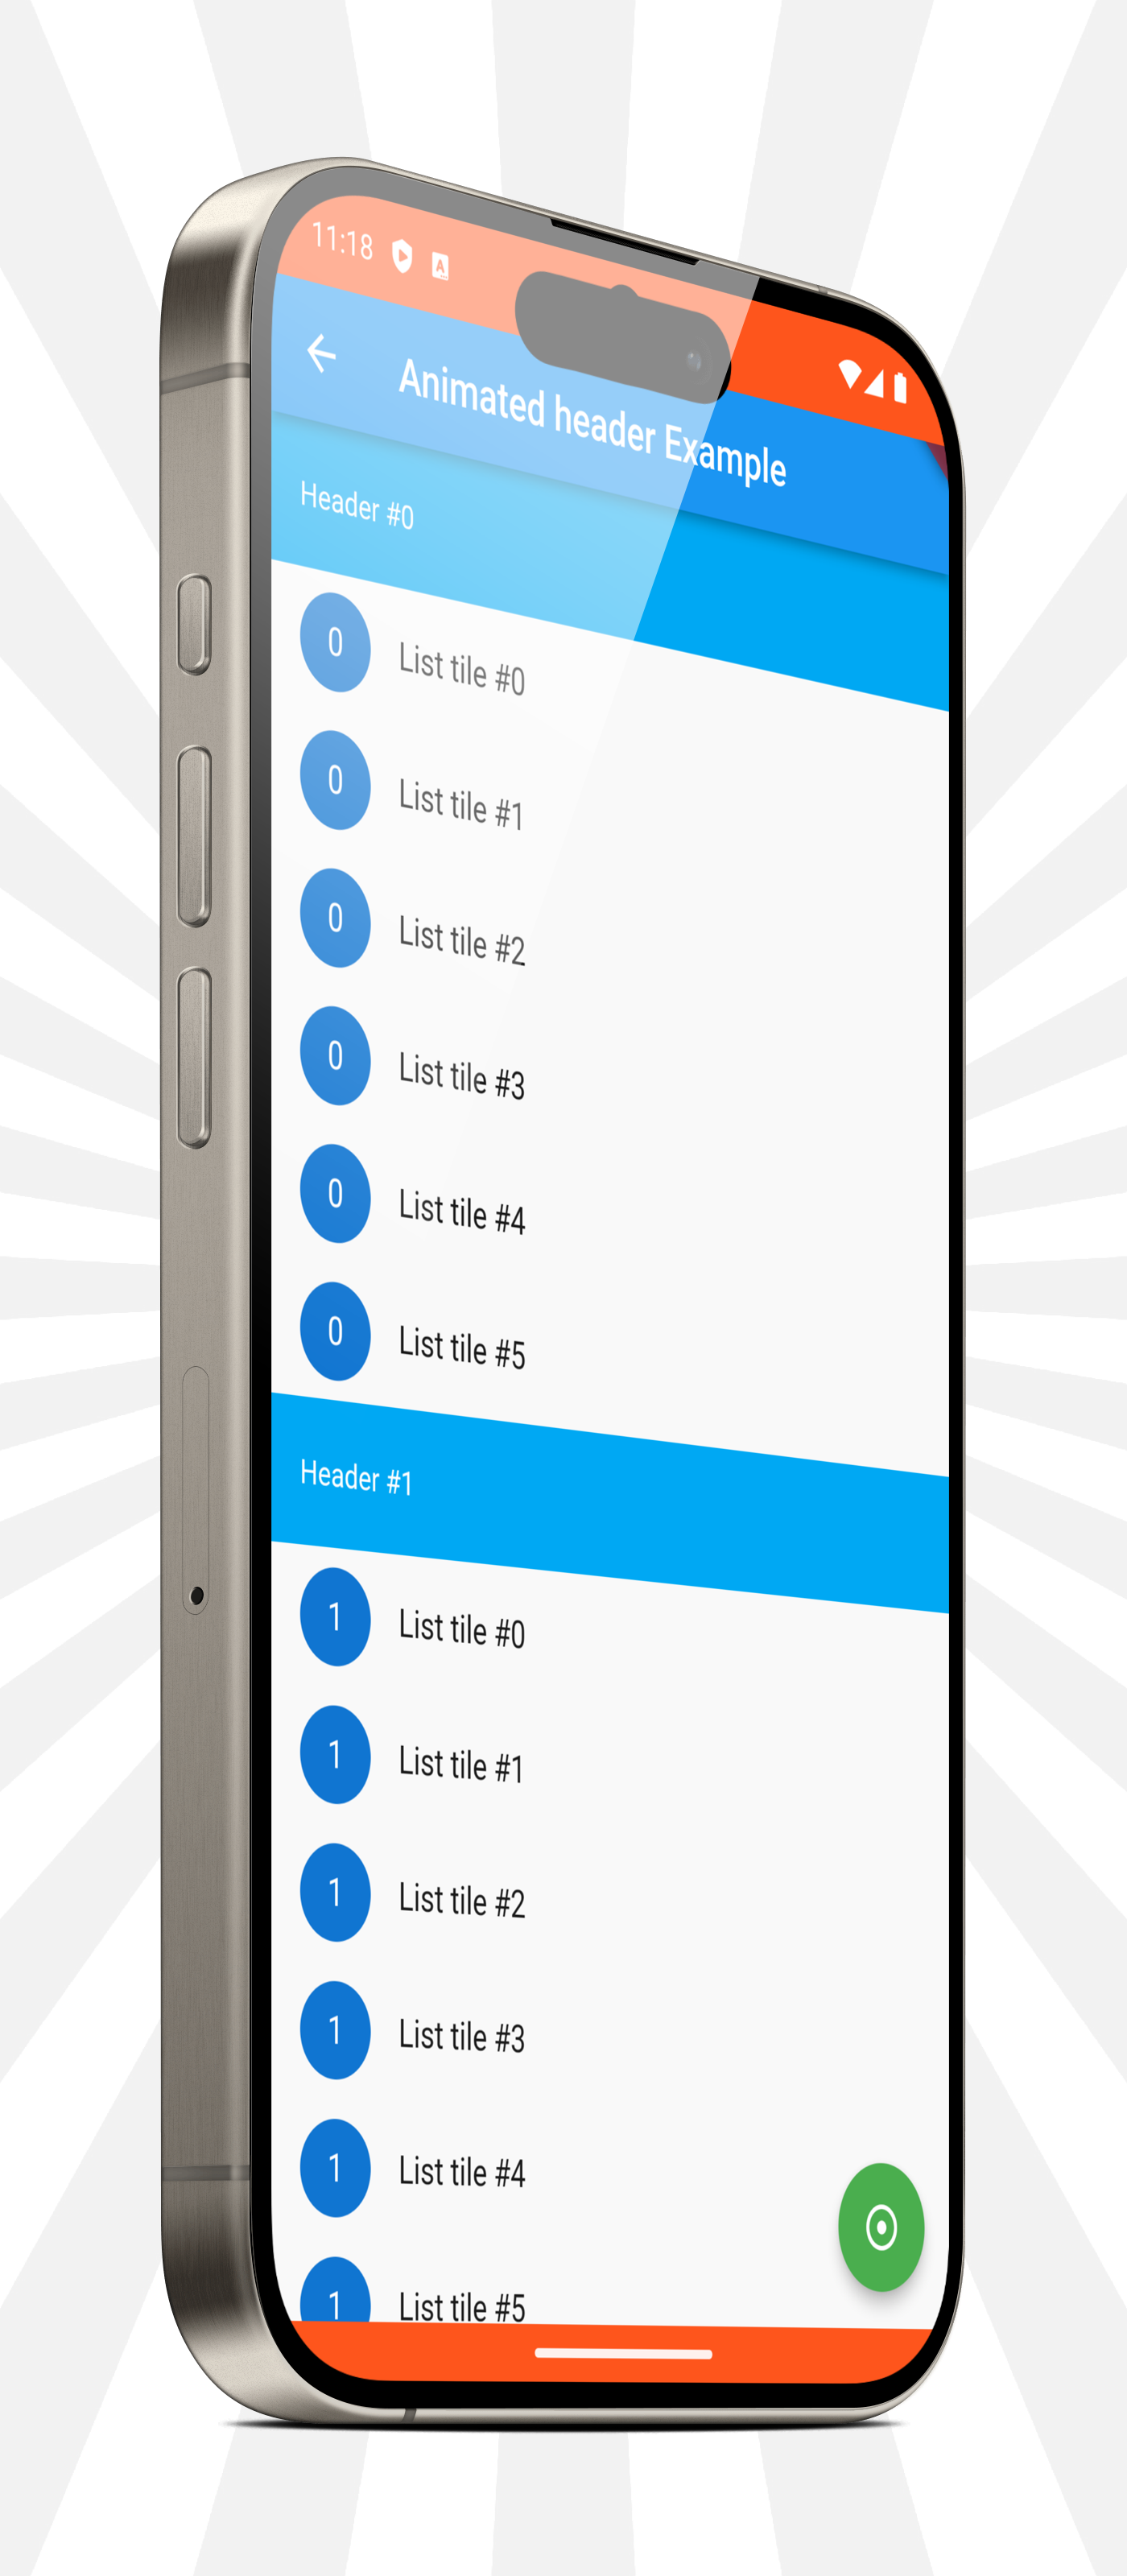 11:18
Animated header Example
Header #0
0 List tile #0
0 List tile #1
0 List tile #2
0 List tile #3
0 List tile #4
0 List tile #5
Header #1
1 List tile #0
1 List tile #1
1 List tile #2
1 List tile #3
1 List tile #4
1 List tile #5